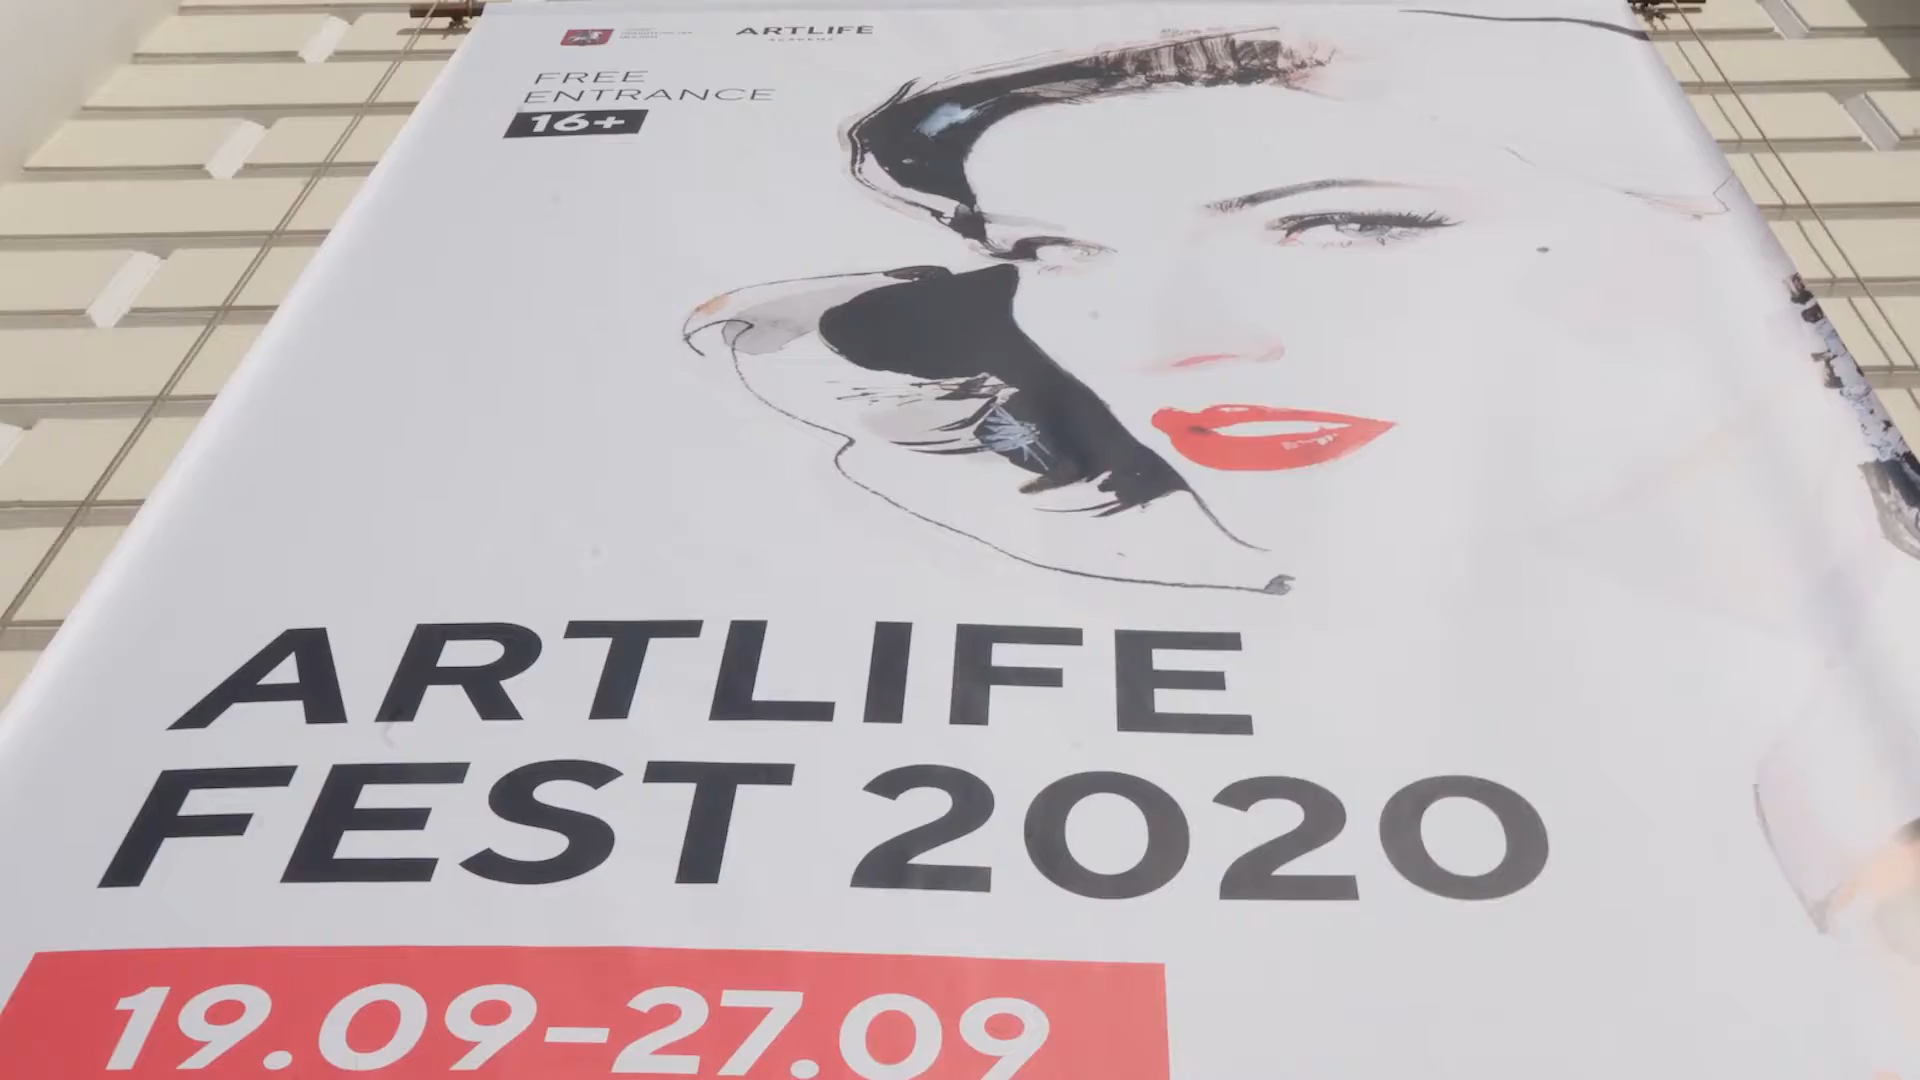 ARTLIFE
FREE
ENTRANCE
16+
ARTLIFE
FEST 2020
19.09-27.09